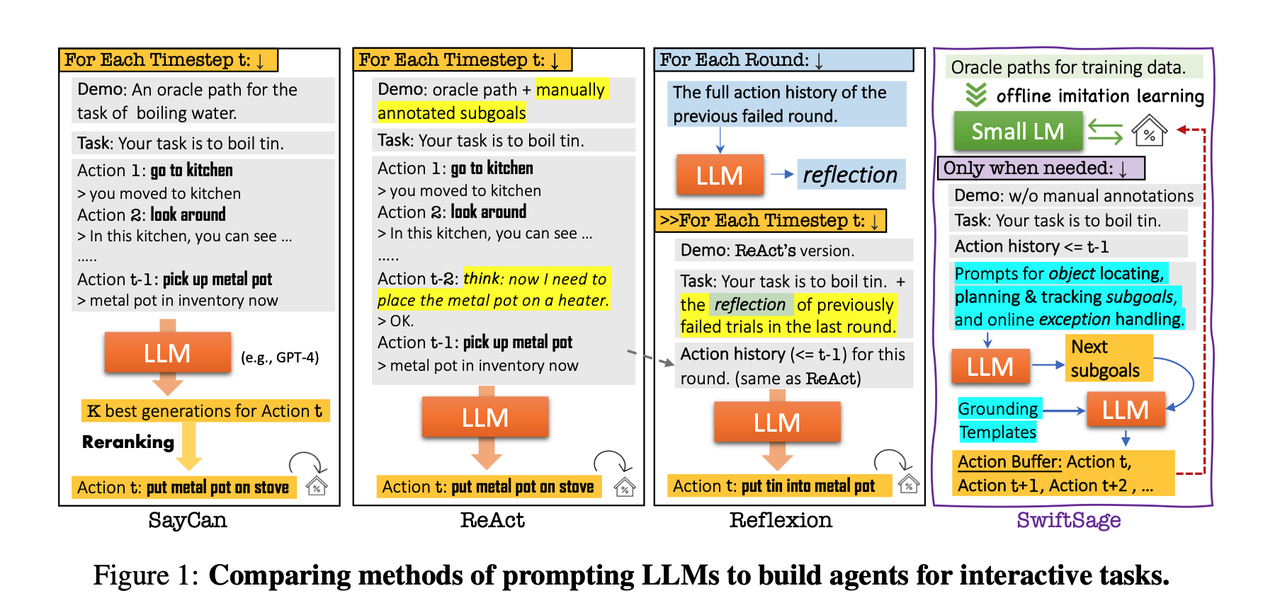 For Each Timestep t: ↓
Demo: An oracle path for the
task of boiling water.
Task: Your task is to boil tin.
Action 1: go to kitchen
> you moved to kitchen
Action 2: look around
> In this kitchen, you can see ...
.....
Action t-1: pick up metal pot
> metal pot in inventory now
LLM
(e.g., GPT-4)
K best generations for Action t
Reranking
Action t: put metal pot on stove
%
SayCan
For Each Timestep t: ↓
Demo: oracle path + manually
annotated subgoals
Task: Your task is to boil tin.
Action 1: go to kitchen
> you moved to kitchen
Action 2: look around
> In this kitchen, you can see ...
.....
Action t-2: think: now I need to
place the metal pot on a heater.
> OK.
Action t-1: pick up metal pot
> metal pot in inventory now
LLM
Action t: put metal pot on stove
%
ReAct
For Each Round: ↓
The full action history of the
previous failed round.
LLM
reflection
>>For Each Timestep t: ↓
Demo: ReAct's version.
Task: Your task is to boil tin. +
the reflection of previously
failed trials in the last round.
Action history (<= t-1) for this
round. (same as ReAct)
LLM
Action t: put tin into metal pot
%
Reflexion
Oracle paths for training data.
offline imitation learning
Small LM
%
Only when needed: ↓
Demo: w/o manual annotations
Task: Your task is to boil tin.
Action history <= t-1
Prompts for object locating,
planning & tracking subgoals,
and online exception handling.
LLM
Next
subgoals
Grounding
Templates
LLM
Action Buffer: Action t,
Action t+1, Action t+2 , ...
SwiftSage
Figure 1: Comparing methods of prompting LLMs to build agents for interactive tasks.